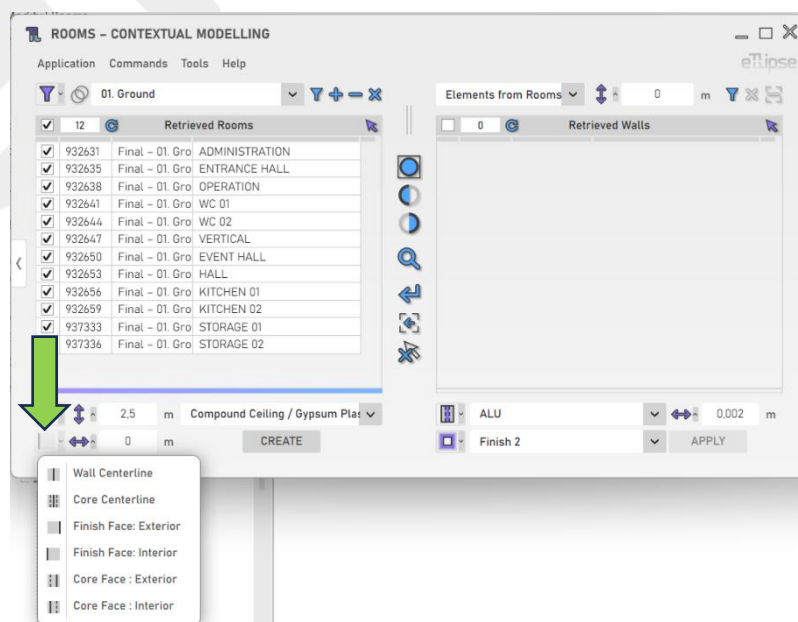 ROOMS – CONTEXTUAL MODELLING
Application Commands Tools Help
eTLipse
01. Ground
Elements from Rooms 0 m
12 Retrieved Rooms
0 Retrieved Walls
932631 Final – 01. Gro ADMINISTRATION
932635 Final – 01. Gro ENTRANCE HALL
932638 Final – 01. Gro OPERATION
932641 Final – 01. Gro WC 01
932644 Final – 01. Gro WC 02
932647 Final – 01. Gro VERTICAL
932650 Final – 01. Gro EVENT HALL
932653 Final – 01. Gro HALL
932656 Final – 01. Gro KITCHEN 01
932659 Final – 01. Gro KITCHEN 02
937333 Final – 01. Gro STORAGE 01
937336 Final – 01. Gro STORAGE 02
2,5 m Compound Ceiling / Gypsum Plas
ALU 0,002 m
0 m CREATE
Finish 2 APPLY
Wall Centerline
Core Centerline
Finish Face: Exterior
Finish Face: Interior
Core Face : Exterior
Core Face : Interior